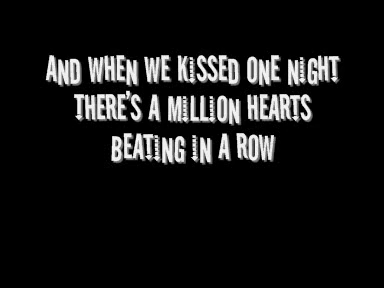 AND WHEN WE KISSED ONE NIGHT
THERE'S A MILLION HEARTS
BEATING IN A ROW